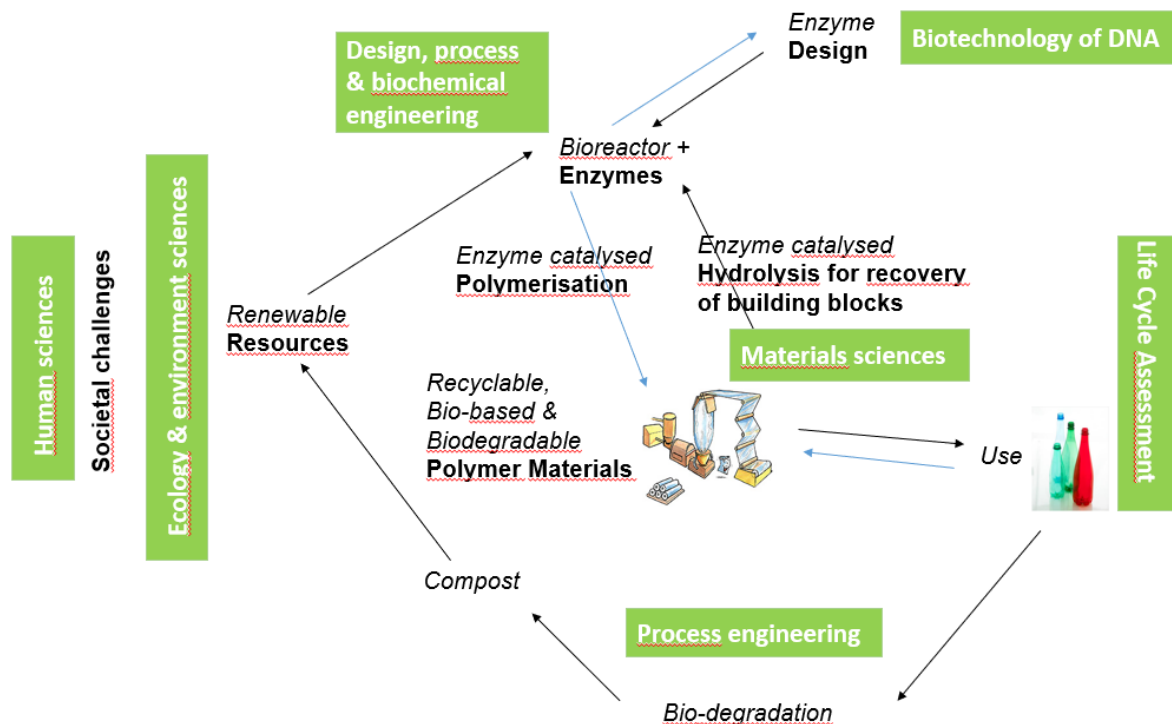 Enzyme
Design
Biotechnology of DNA
Design, process
& biochemical
engineering
Bioreactor +
Enzymes
Human sciences
Societal challenges
Ecology & environment sciences
Enzyme catalysed
Polymerisation
Enzyme catalysed
Hydrolysis for recovery
of building blocks
Life Cycle Assessment
Renewable
Resources
Materials sciences
Recyclable,
Bio-based &
Biodegradable
Polymer Materials
Use
Compost
Process engineering
Bio-degradation